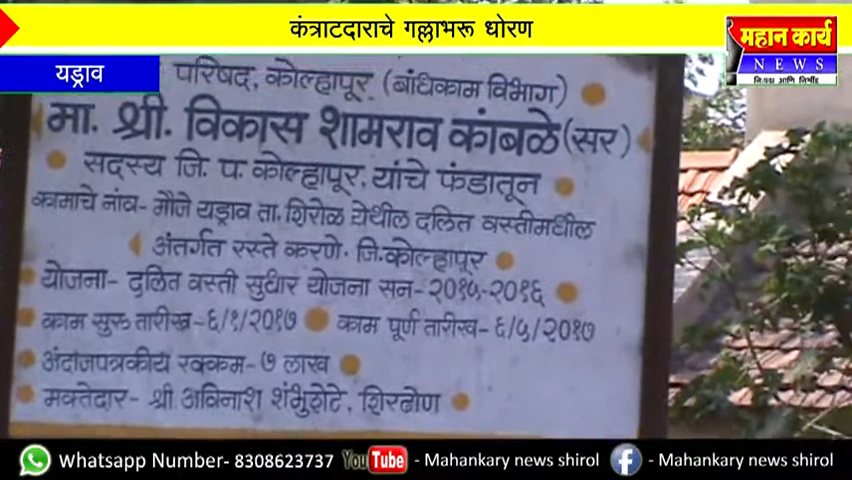 कंत्राटदाराचे गल्लाभरू धोरण
महान कार्य
NEWS
यड्राव
परिषद, कोल्हापूर (बांधकाम विभाग)
मा. श्री. विकास शामराव कांबळे (सर)
सदस्य जि. प. कोल्हापूर, यांचे फंडातून
कामाचे नांव- मौजे यड्राव ता. शिरोळ येथील दलित वस्तीमधील
अंतर्गत रस्ते करणे. जि. कोल्हापूर
योजना- दलित वस्ती सुधार योजना सन- २०१५-२०१६
काम सुरु तारीख- ६/१/२०१७ काम पूर्ण तारीख- ६/५/२०१७
अंदाजपत्रकीय रक्कम- ७ लाख
मक्तेदार- श्री अविनाश शंभुशेटे, शिरढोण
Whatsapp Number- 8308623737 YouTube - Mahankary news shirol f - Mahankary news shirol